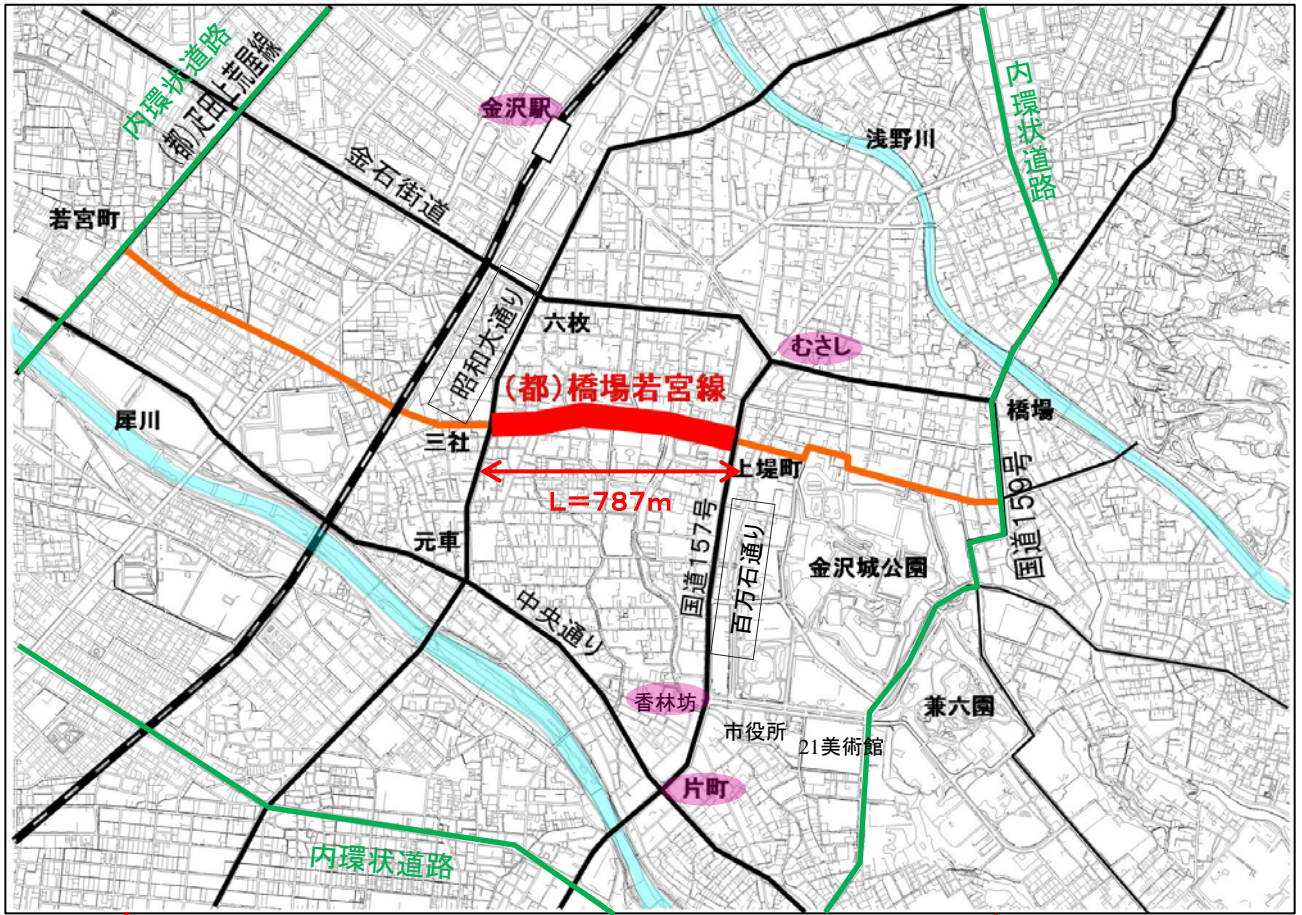 内環状道路
(都)疋田上荒屋線
金沢駅
内環状道路
浅野川
金石街道
若宮町
昭和大通り
六枚
むさし
(都)橋場若宮線
橋場
犀川
三社
上堤町
L=787m
国道159号
国道157号
百万石通り
元車
金沢城公園
中央通り
香林坊
兼六園
市役所
21美術館
片町
内環状道路